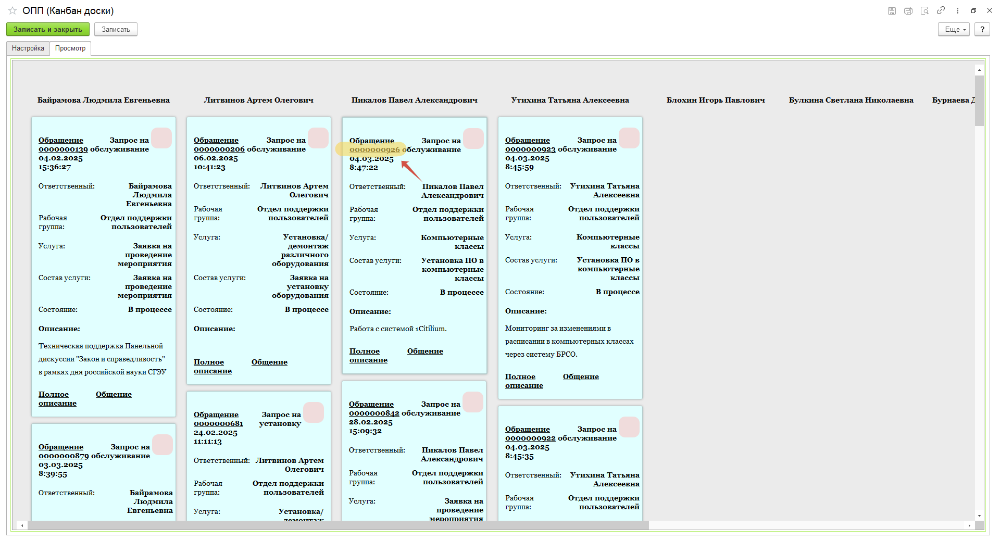 ОПП (Канбан доски)
Записать и закрыть
Записать
Еще
?
Настройка
Просмотр
Байрамова Людмила Евгеньевна
Литвинов Артем Олегович
Пикалов Павел Александрович
Утихина Татьяна Алексеевна
Блохин Игорь Павлович
Булкина Светлана Николаевна
Бурнаева Д
Обращение Запрос на
0000000139 обслуживание
04.02.2025
15:36:27
Ответственный: Байрамова
Людмила
Евгеньевна
Рабочая Отдел поддержки
группа: пользователей
Услуга: Заявка на
проведение
мероприятия
Состав услуги: Заявка на
проведение
мероприятия
Состояние: В процессе
Описание:
Техническая поддержка Панельной
дискуссии "Закон и справедливость"
в рамках дня российской науки СГЭУ
Полное Общение
описание
Обращение Запрос на
0000000879 обслуживание
03.03.2025
8:39:55
Ответственный: Байрамова
Людмила
Евгеньевна
Обращение Запрос на
0000000206 обслуживание
06.02.2025
10:41:23
Ответственный: Литвинов Артем
Олегович
Рабочая Отдел поддержки
группа: пользователей
Услуга: Установка/
демонтаж
различного
оборудования
Состав услуги: Заявка на
установку
оборудования
Состояние: В процессе
Описание:
Полное Общение
описание
Обращение Запрос на
0000000681 установку
24.02.2025
11:11:13
Ответственный: Литвинов Артем
Олегович
Рабочая Отдел поддержки
группа: пользователей
Услуга: Установка/
демонтаж
Обращение Запрос на
0000000926 обслуживание
04.03.2025
8:47:22
Ответственный: Пикалов Павел
Александрович
Рабочая Отдел поддержки
группа: пользователей
Услуга: Компьютерные
классы
Состав услуги: Установка ПО в
компьютерные
классы
Состояние: В процессе
Описание:
Работа с системой 1Citilium.
Полное Общение
описание
Обращение Запрос на
0000000842 обслуживание
28.02.2025
15:09:32
Ответственный: Пикалов Павел
Александрович
Рабочая Отдел поддержки
группа: пользователей
Услуга: Заявка на
проведение
мероприятия
Обращение Запрос на
0000000923 обслуживание
04.03.2025
8:45:59
Ответственный: Утихина Татьяна
Алексеевна
Рабочая Отдел поддержки
группа: пользователей
Услуга: Компьютерные
классы
Состав услуги: Установка ПО в
компьютерные
классы
Состояние: В процессе
Описание:
Мониторинг за изменениями в
расписании в компьютерных классах
через систему БРСО.
Полное Общение
описание
Обращение Запрос на
0000000922 обслуживание
04.03.2025
8:45:35
Ответственный: Утихина Татьяна
Алексеевна
Рабочая Отдел поддержки
группа: пользователей